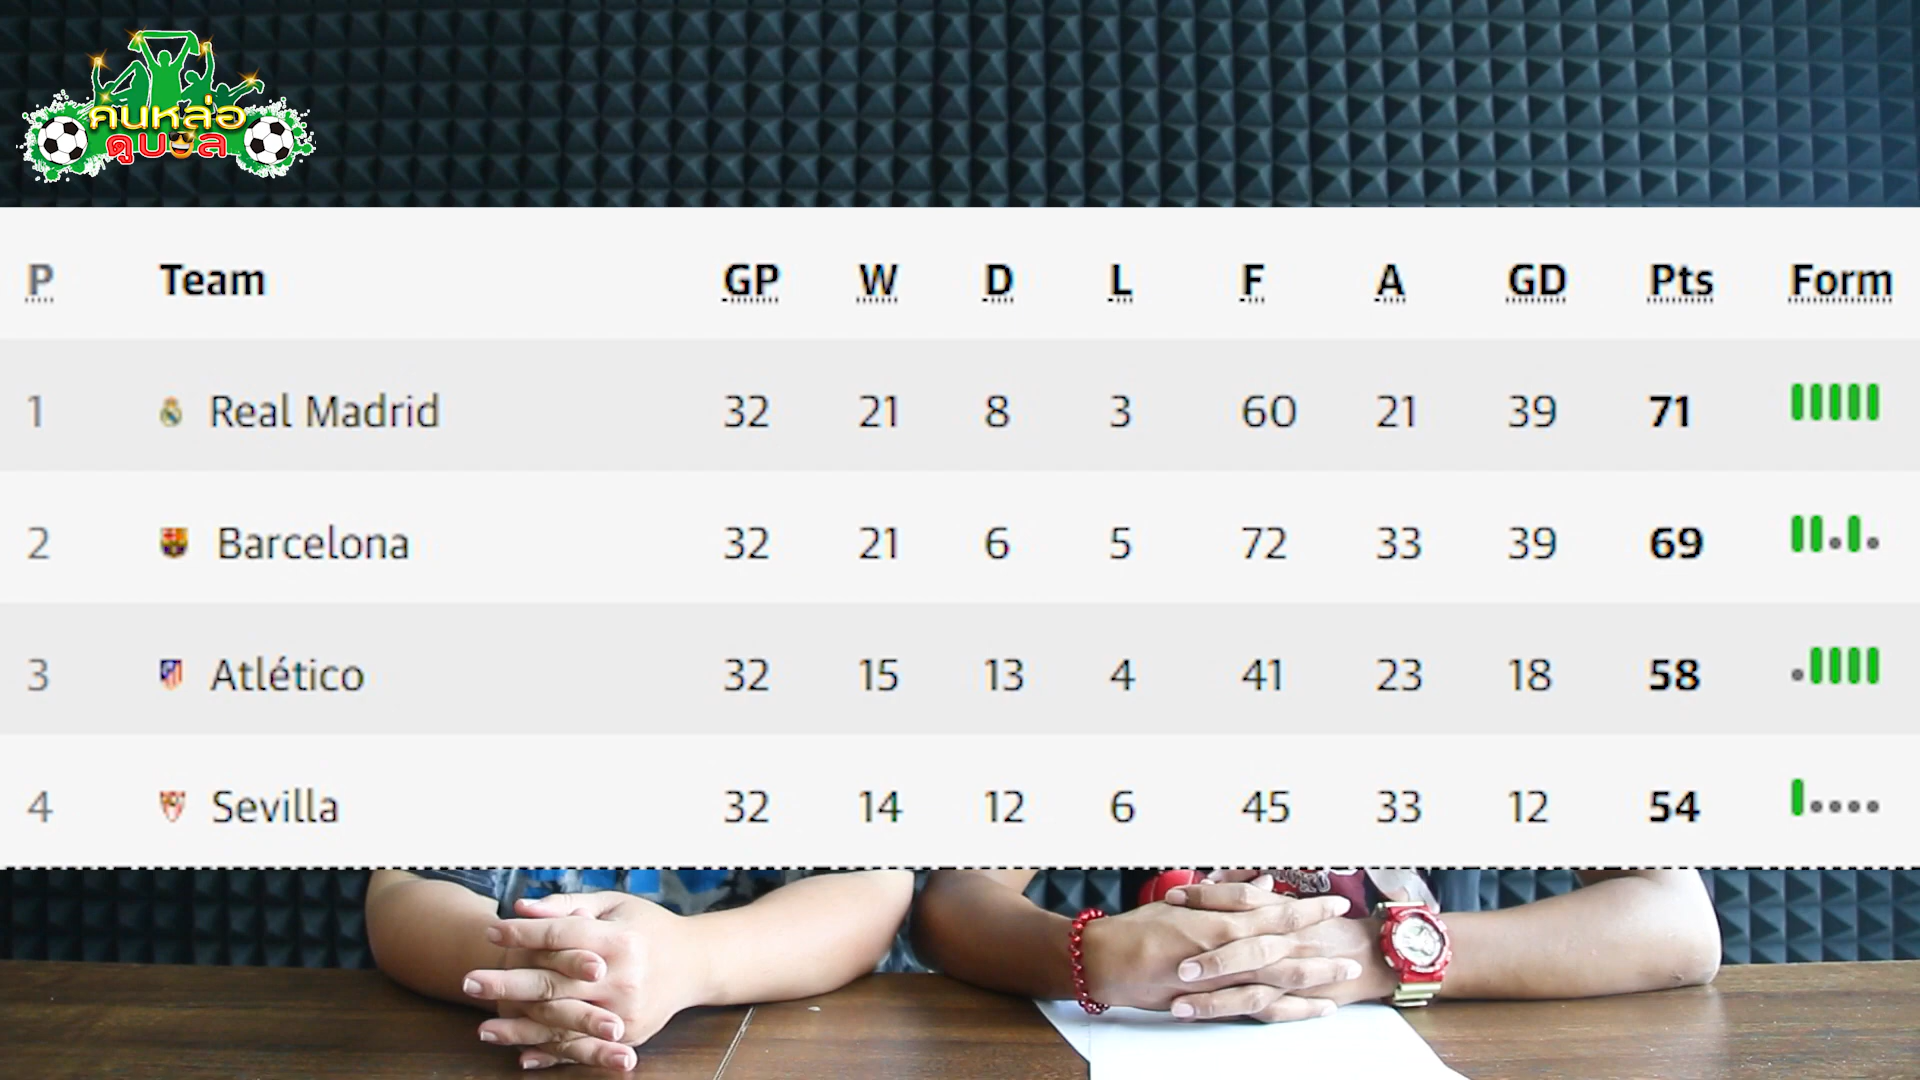 คนหล่อ
ดูบอล
P Team GP W D L F A GD Pts Form
1 Real Madrid 32 21 8 3 60 21 39 71
2 Barcelona 32 21 6 5 72 33 39 69
3 Atlético 32 15 13 4 41 23 18 58
4 Sevilla 32 14 12 6 45 33 12 54